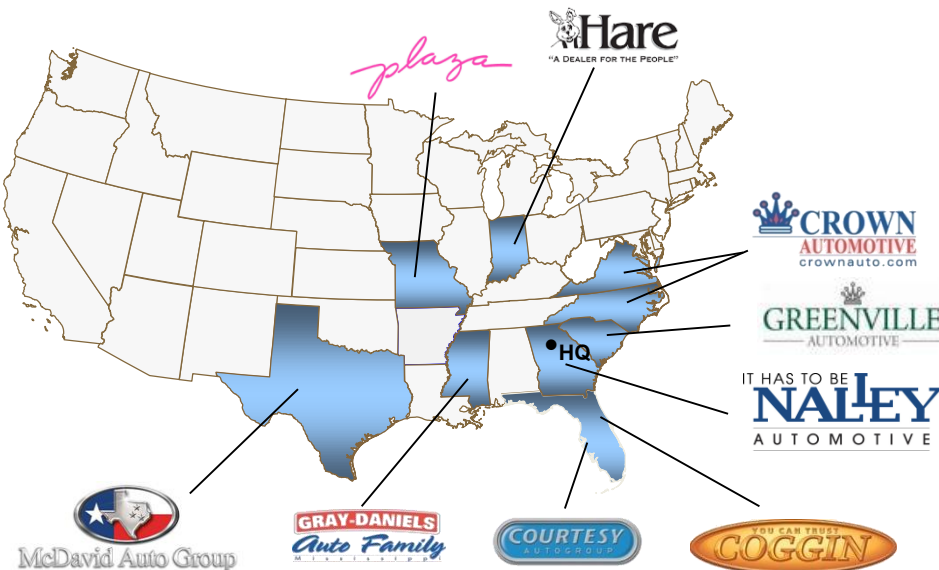 plaza
Hare
"A DEALER FOR THE PEOPLE"
CROWN
AUTOMOTIVE
crownauto.com
GREENVILLE
AUTOMOTIVE
HQ
IT HAS TO BE
NALLEY
AUTOMOTIVE
McDavid Auto Group
GRAY-DANIELS
Auto Family
Mississippi
COURTESY
AUTOGROUP
YOU CAN TRUST
COGGIN